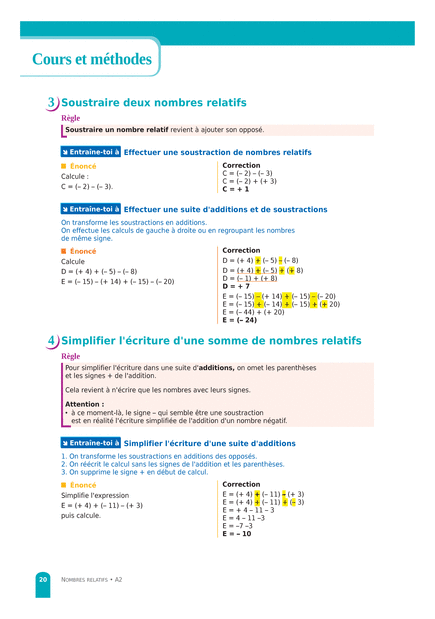 Cours et méthodes
3 Soustraire deux nombres relatifs
Règle
Soustraire un nombre relatif revient à ajouter son opposé.
Entraîne-toi à Effectuer une soustraction de nombres relatifs
Énoncé
Calcule :
C = (– 2) – (– 3).
Correction
C = (– 2) – (– 3)
C = (– 2) + (+ 3)
C = + 1
Entraîne-toi à Effectuer une suite d'additions et de soustractions
On transforme les soustractions en additions.
On effectue les calculs de gauche à droite ou en regroupant les nombres
de même signe.
Énoncé
Calcule
D = (+ 4) + (– 5) – (– 8)
E = (– 15) – (+ 14) + (– 15) – (– 20)
Correction
D = (+ 4) + (– 5) – (– 8)
D = (+ 4) + (– 5) + (+ 8)
D = (– 1) + (+ 8)
D = + 7
E = (– 15) – (+ 14) + (– 15) – (– 20)
E = (– 15) + (– 14) + (– 15) + (+ 20)
E = (– 44) + (+ 20)
E = (– 24)
4 Simplifier l'écriture d'une somme de nombres relatifs
Règle
Pour simplifier l'écriture dans une suite d'additions, on omet les parenthèses
et les signes + de l'addition.
Cela revient à n'écrire que les nombres avec leurs signes.
Attention :
• à ce moment-là, le signe – qui semble être une soustraction
est en réalité l'écriture simplifiée de l'addition d'un nombre négatif.
Entraîne-toi à Simplifier l'écriture d'une suite d'additions
1. On transforme les soustractions en additions des opposés.
2. On réécrit le calcul sans les signes de l'addition et les parenthèses.
3. On supprime le signe + en début de calcul.
Énoncé
Simplifie l'expression
E = (+ 4) + (– 11) – (+ 3)
puis calcule.
Correction
E = (+ 4) + (– 11) – (+ 3)
E = (+ 4) + (– 11) + (– 3)
E = + 4 – 11 – 3
E = 4 – 11 –3
E = –7 –3
E = – 10
20 NOMBRES RELATIFS • A2